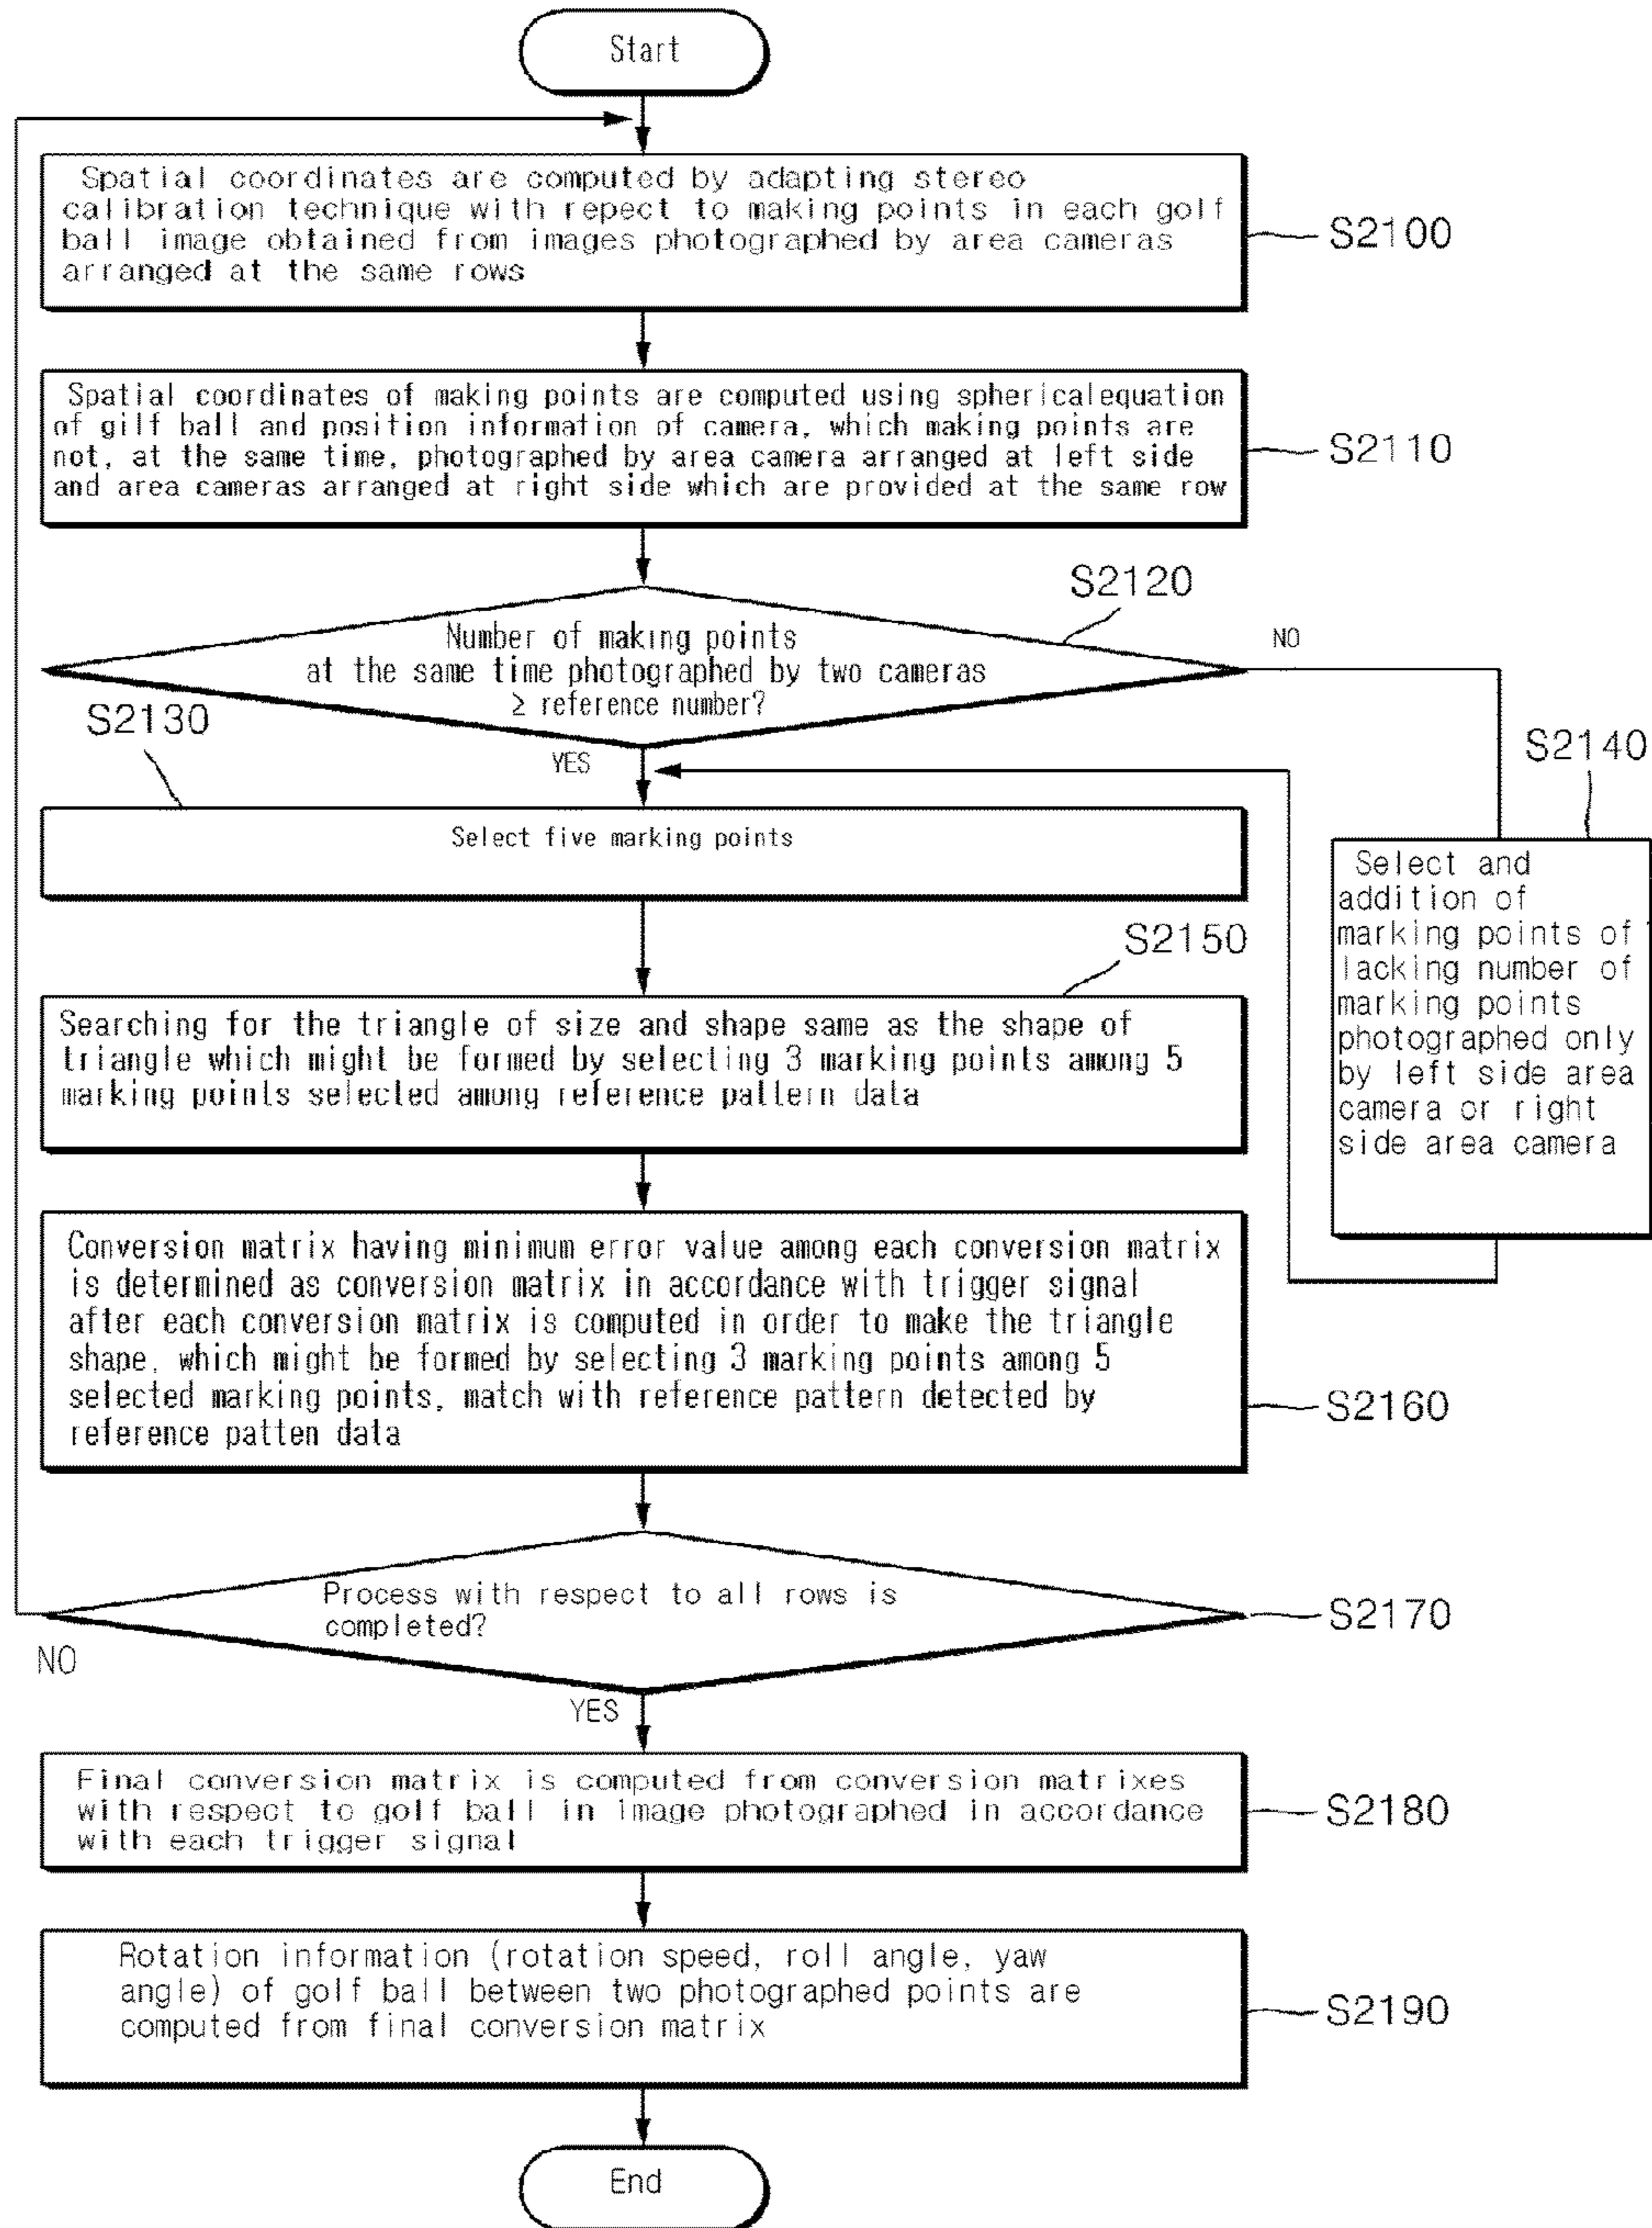 Start
Spatial coordinates are computed by adapting stereo
calibration technique with repect to making points in each golf
ball image obtained from images photographed by area cameras
arranged at the same rows
S2100
Spatial coordinates of making points are computed using sphericalequation
of gilf ball and position information of camera, which making points are
not, at the same time, photographed by area camera arranged at left side
and area cameras arranged at right side which are provided at the same row
S2110
S2120
Number of making points
at the same time photographed by two cameras
≥ reference number?
NO
YES
S2130
Select five marking points
S2140
Select and
addition of
marking points of
lacking number of
marking points
photographed only
by left side area
camera or right
side area camera
S2150
Searching for the triangle of size and shape same as the shape of
triangle which might be formed by selecting 3 marking points among 5
marking points selected among reference pattern data
Conversion matrix having minimum error value among each conversion matrix
is determined as conversion matrix in accordance with trigger signal
after each conversion matrix is computed in order to make the triangle
shape, which might be formed by selecting 3 marking points among 5
selected marking points, match with reference pattern detected by
reference patten data
S2160
Process with respect to all rows is
completed?
S2170
NO
YES
Final conversion matrix is computed from conversion matrixes
with respect to golf ball in image photographed in accordance
with each trigger signal
S2180
Rotation information (rotation speed, roll angle, yaw
angle) of golf ball between two photographed points are
computed from final conversion matrix
S2190
End